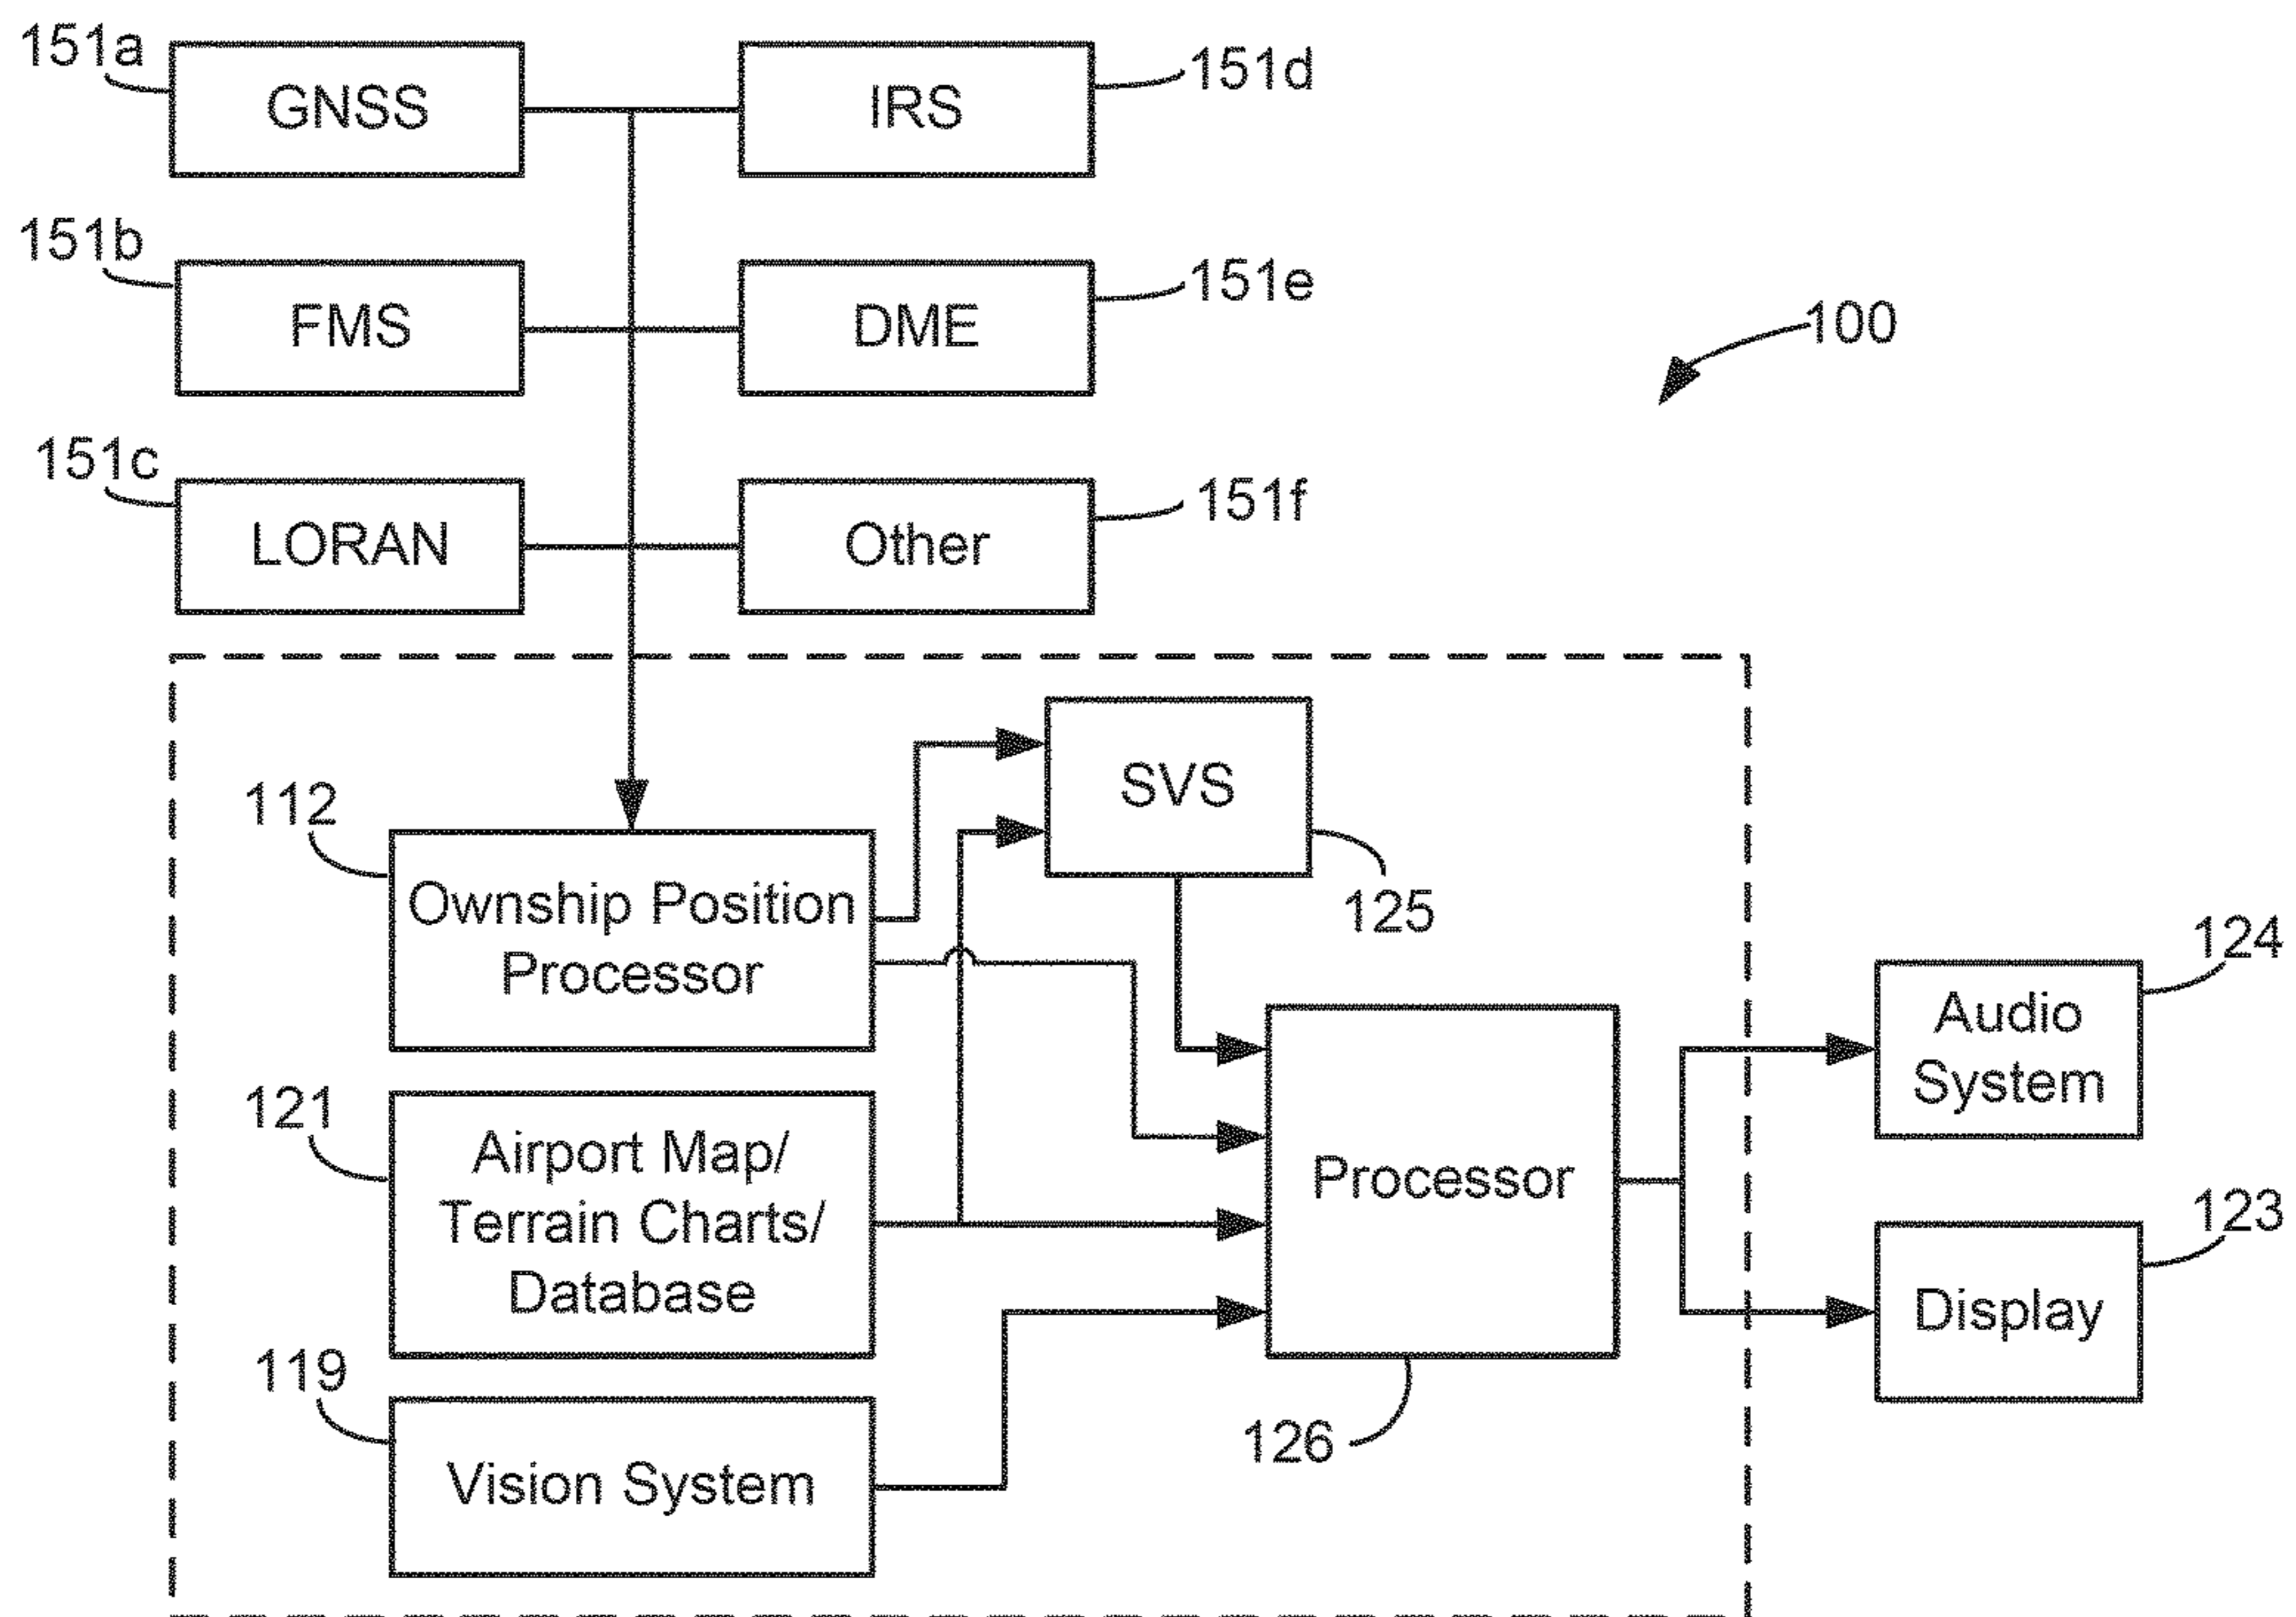 151a
GNSS
IRS
151d
151b
FMS
DME
151e
100
151c
LORAN
Other
151f
112
Ownship Position
Processor
SVS
125
121
Airport Map/
Terrain Charts/
Database
Processor
126
124
Audio
System
123
Display
119
Vision System